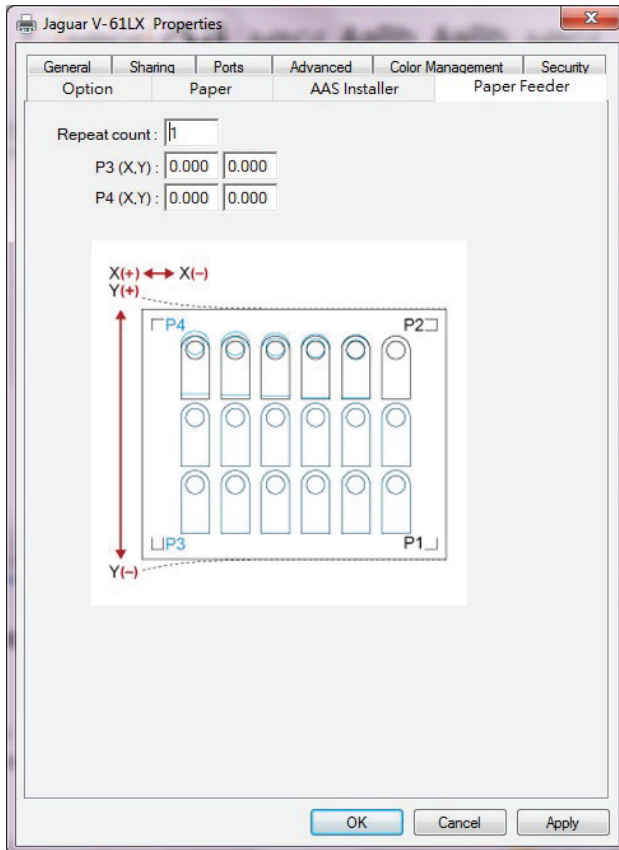 Jaguar V-61LX Properties
General Sharing Ports Advanced Color Management Security
Option Paper AAS Installer Paper Feeder
Repeat count : 1
P3 (X,Y) : 0.000 0.000
P4 (X,Y) : 0.000 0.000
X(+) X(−)
Y(+)
P4 P2
P3 P1
Y(−)
OK Cancel Apply